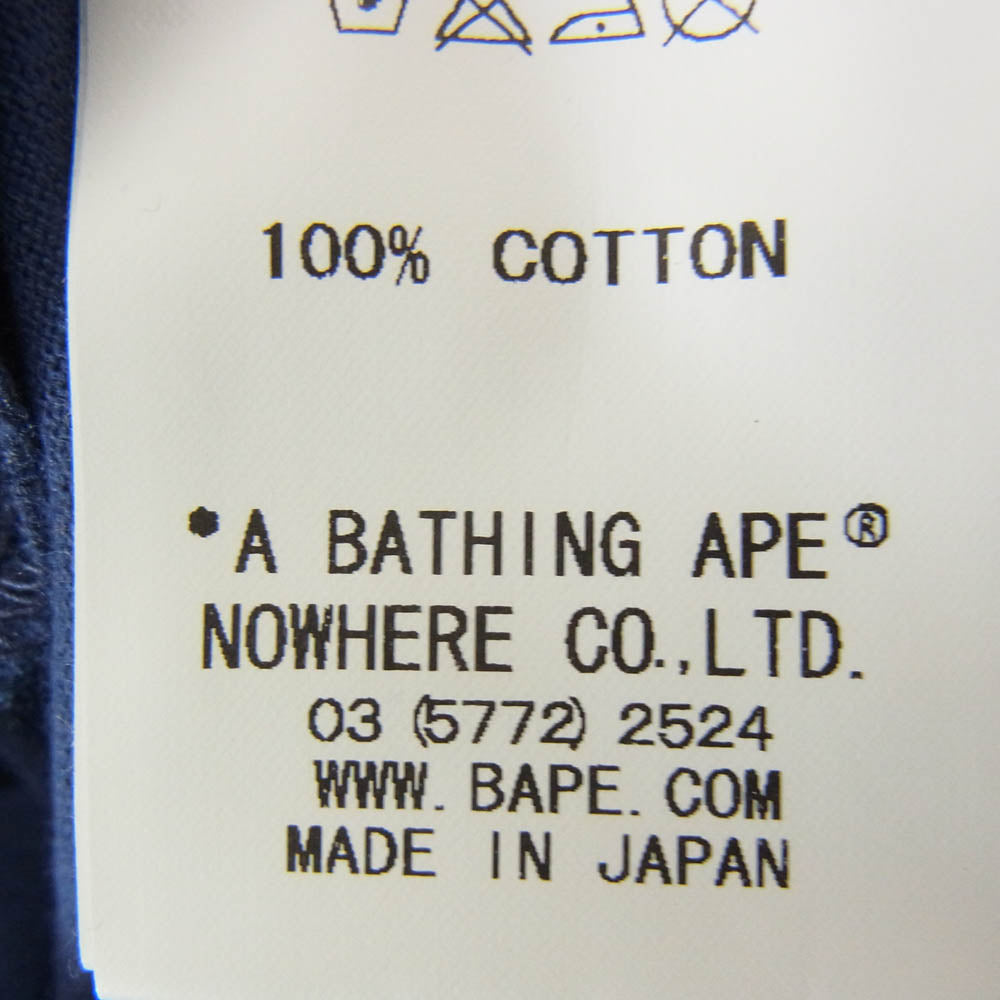 100% COTTON
•A BATHING APE®
NOWHERE CO.,LTD.
03 (5772) 2524
WWW. BAPE. COM
MADE IN JAPAN